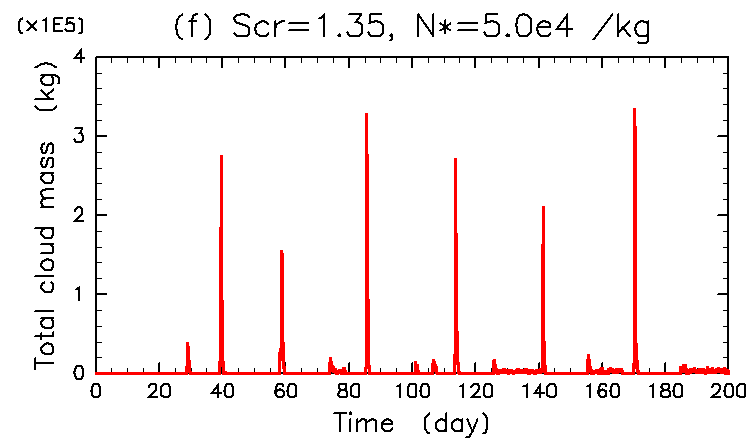 (×1E5)
(f) Scr=1.35, N*=5.0e4 /kg
4
3
2
1
0
Total cloud mass (kg)
0 20 40 60 80 100 120 140 160 180 200
Time (day)